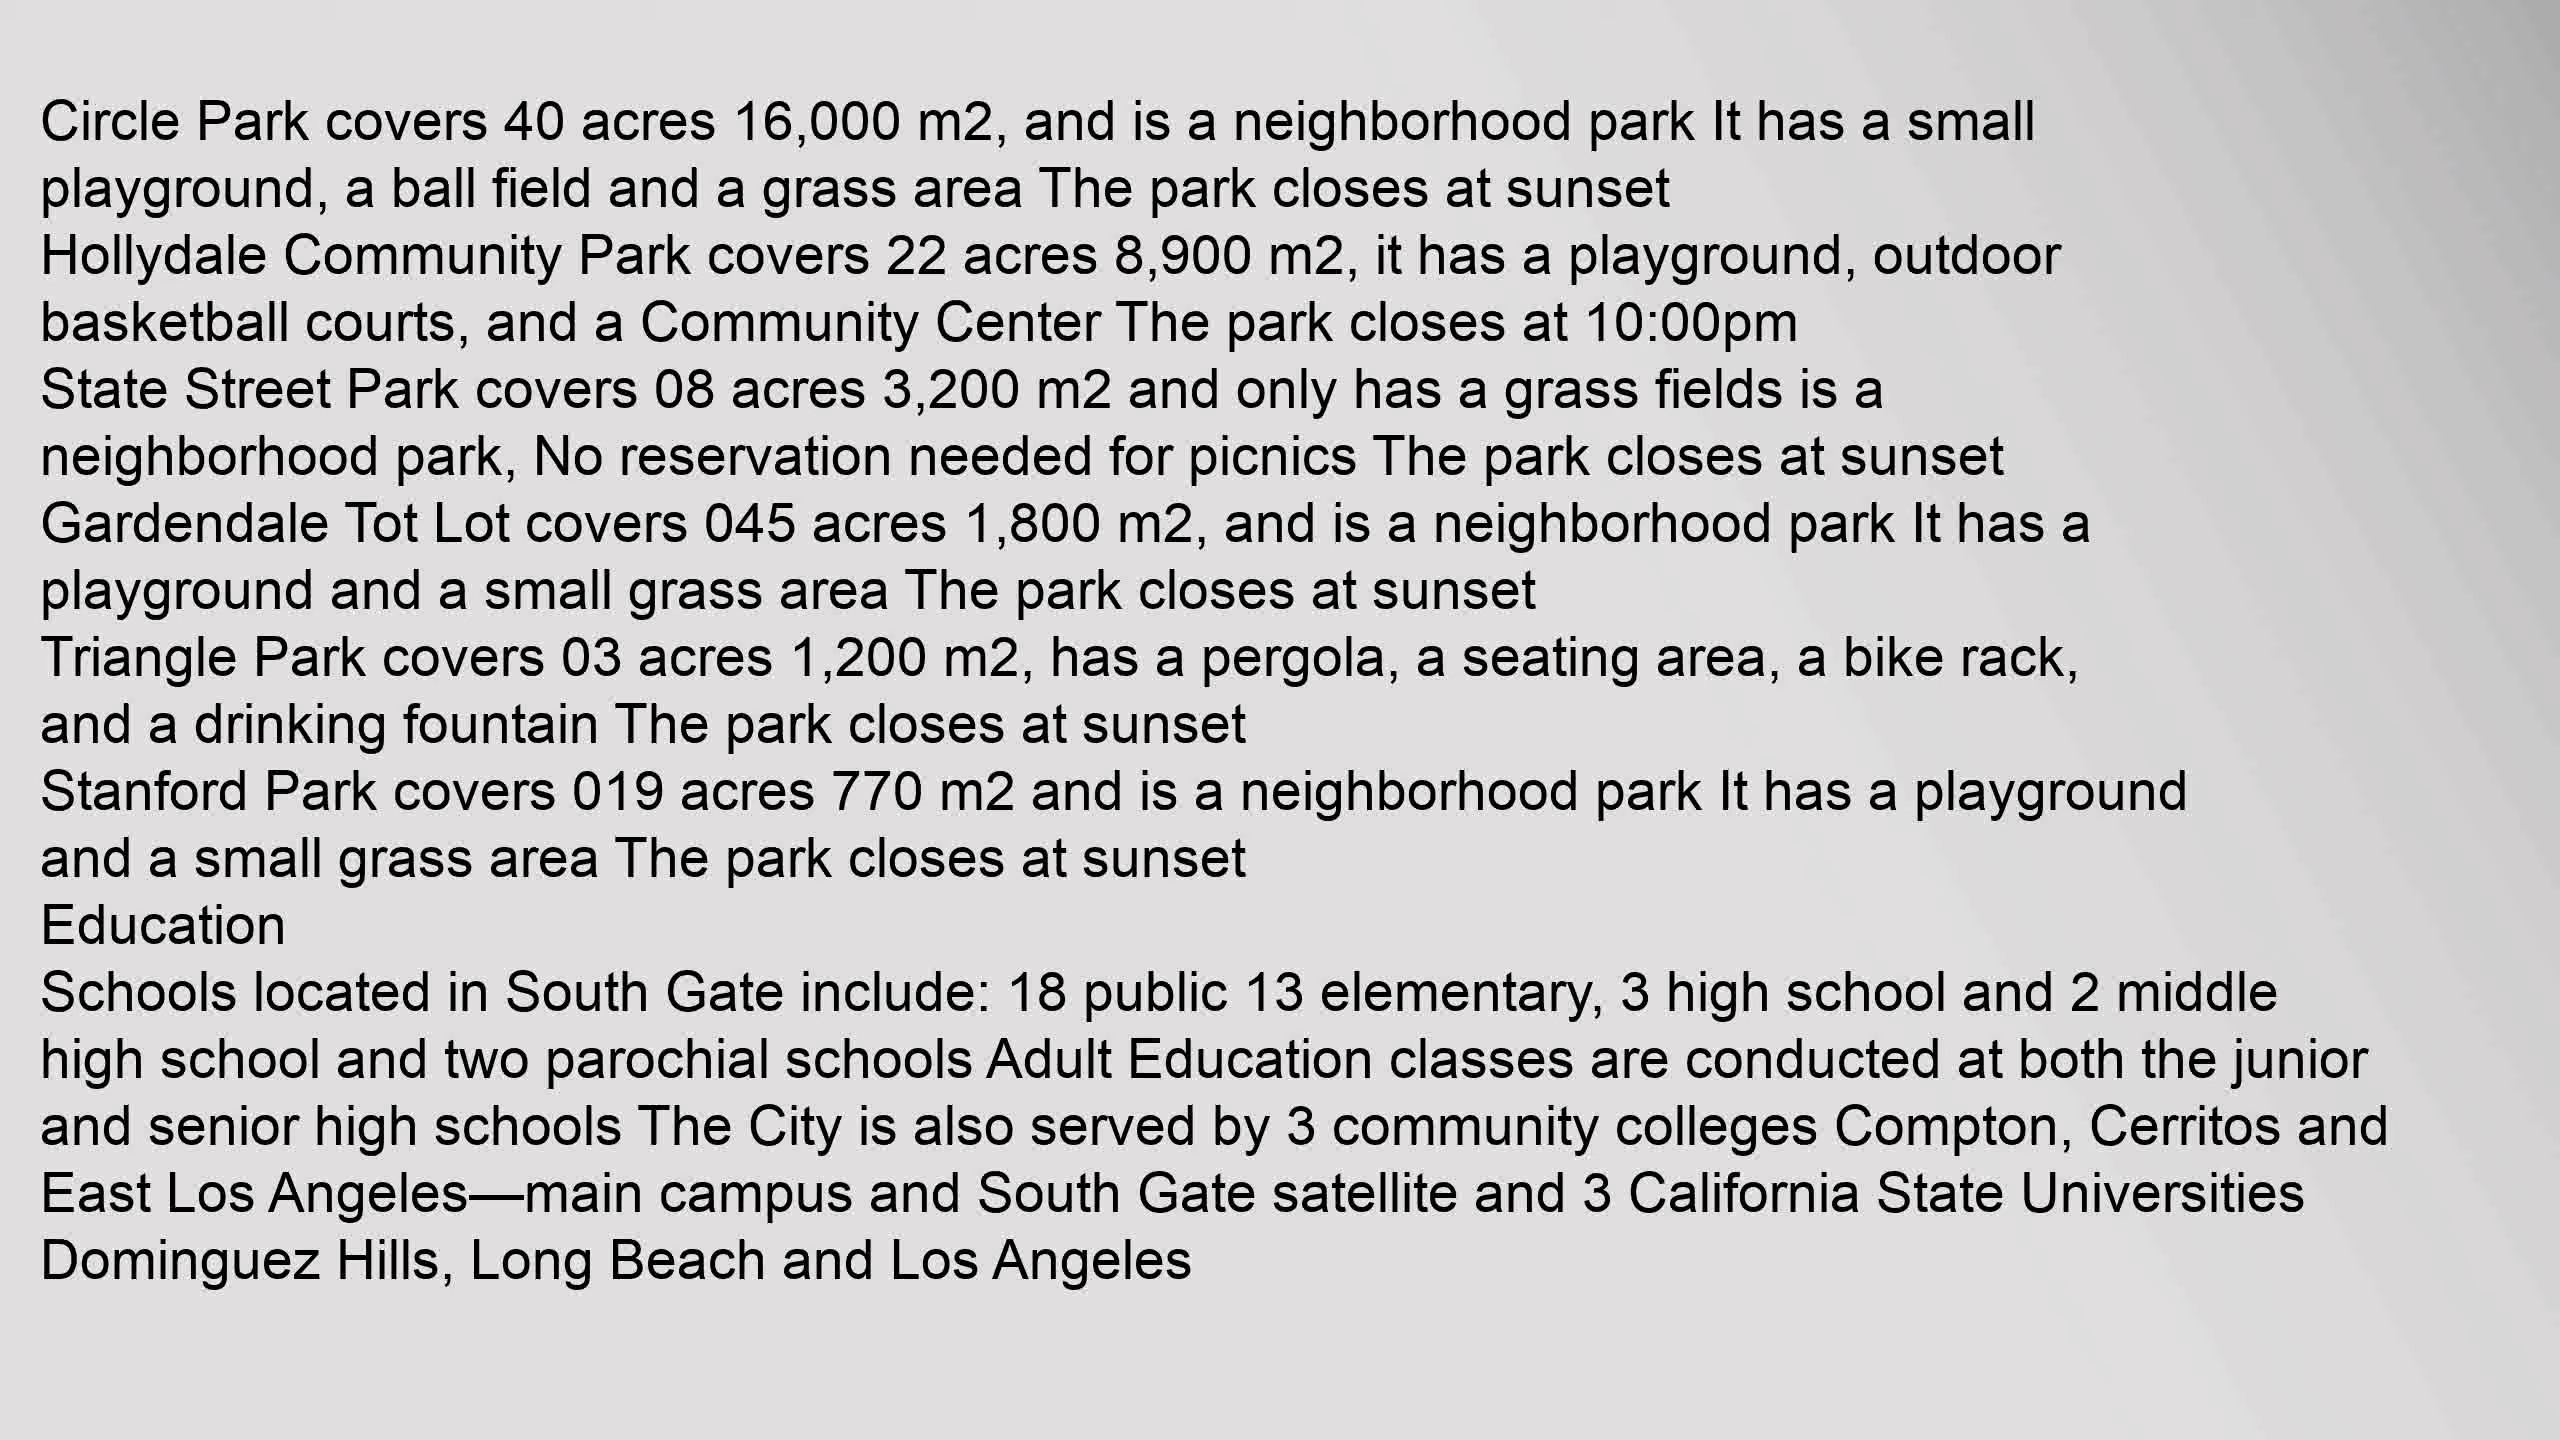 Circle Park covers 40 acres 16,000 m2, and is a neighborhood park It has a small
playground, a ball field and a grass area The park closes at sunset
Hollydale Community Park covers 22 acres 8,900 m2, it has a playground, outdoor
basketball courts, and a Community Center The park closes at 10:00pm
State Street Park covers 08 acres 3,200 m2 and only has a grass fields is a
neighborhood park, No reservation needed for picnics The park closes at sunset
Gardendale Tot Lot covers 045 acres 1,800 m2, and is a neighborhood park It has a
playground and a small grass area The park closes at sunset
Triangle Park covers 03 acres 1,200 m2, has a pergola, a seating area, a bike rack,
and a drinking fountain The park closes at sunset
Stanford Park covers 019 acres 770 m2 and is a neighborhood park It has a playground
and a small grass area The park closes at sunset
Education
Schools located in South Gate include: 18 public 13 elementary, 3 high school and 2 middle
high school and two parochial schools Adult Education classes are conducted at both the junior
and senior high schools The City is also served by 3 community colleges Compton, Cerritos and
East Los Angeles—main campus and South Gate satellite and 3 California State Universities
Dominguez Hills, Long Beach and Los Angeles